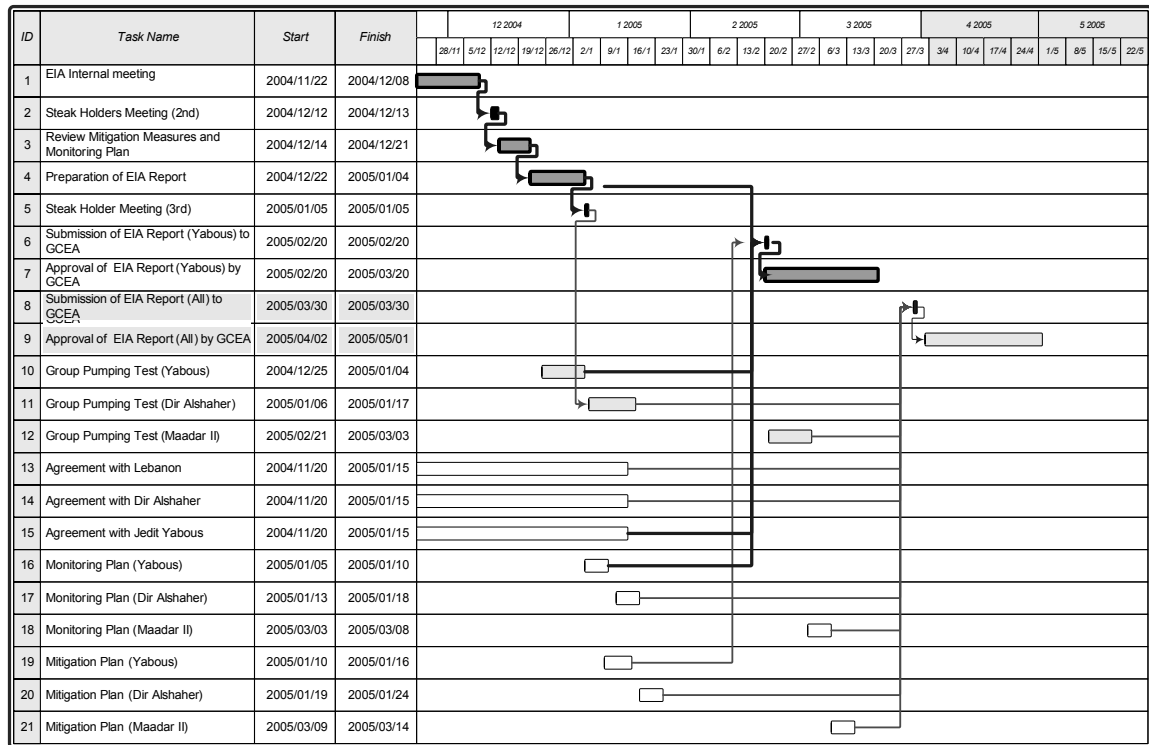 ID Task Name Start Finish 12 2004 1 2005 2 2005 3 2005 4 2005 5 2005
28/11 5/12 12/12 19/12 26/12 2/1 9/1 16/1 23/1 30/1 6/2 13/2 20/2 27/2 6/3 13/3 20/3 27/3 3/4 10/4 17/4 24/4 1/5 8/5 15/5 22/5
1 EIA Internal meeting 2004/11/22 2004/12/08
2 Steak Holders Meeting (2nd) 2004/12/12 2004/12/13
3 Review Mitigation Measures and
Monitoring Plan 2004/12/14 2004/12/21
4 Preparation of EIA Report 2004/12/22 2005/01/04
5 Steak Holder Meeting (3rd) 2005/01/05 2005/01/05
6 Submission of EIA Report (Yabous) to
GCEA 2005/02/20 2005/02/20
7 Approval of EIA Report (Yabous) by
GCEA 2005/02/20 2005/03/20
8 Submission of EIA Report (All) to
GCEA 2005/03/30 2005/03/30
9 Approval of EIA Report (All) by GCEA 2005/04/02 2005/05/01
10 Group Pumping Test (Yabous) 2004/12/25 2005/01/04
11 Group Pumping Test (Dir Alshaher) 2005/01/06 2005/01/17
12 Group Pumping Test (Maadar II) 2005/02/21 2005/03/03
13 Agreement with Lebanon 2004/11/20 2005/01/15
14 Agreement with Dir Alshaher 2004/11/20 2005/01/15
15 Agreement with Jedit Yabous 2004/11/20 2005/01/15
16 Monitoring Plan (Yabous) 2005/01/05 2005/01/10
17 Monitoring Plan (Dir Alshaher) 2005/01/13 2005/01/18
18 Monitoring Plan (Maadar II) 2005/03/03 2005/03/08
19 Mitigation Plan (Yabous) 2005/01/10 2005/01/16
20 Mitigation Plan (Dir Alshaher) 2005/01/19 2005/01/24
21 Mitigation Plan (Maadar II) 2005/03/09 2005/03/14